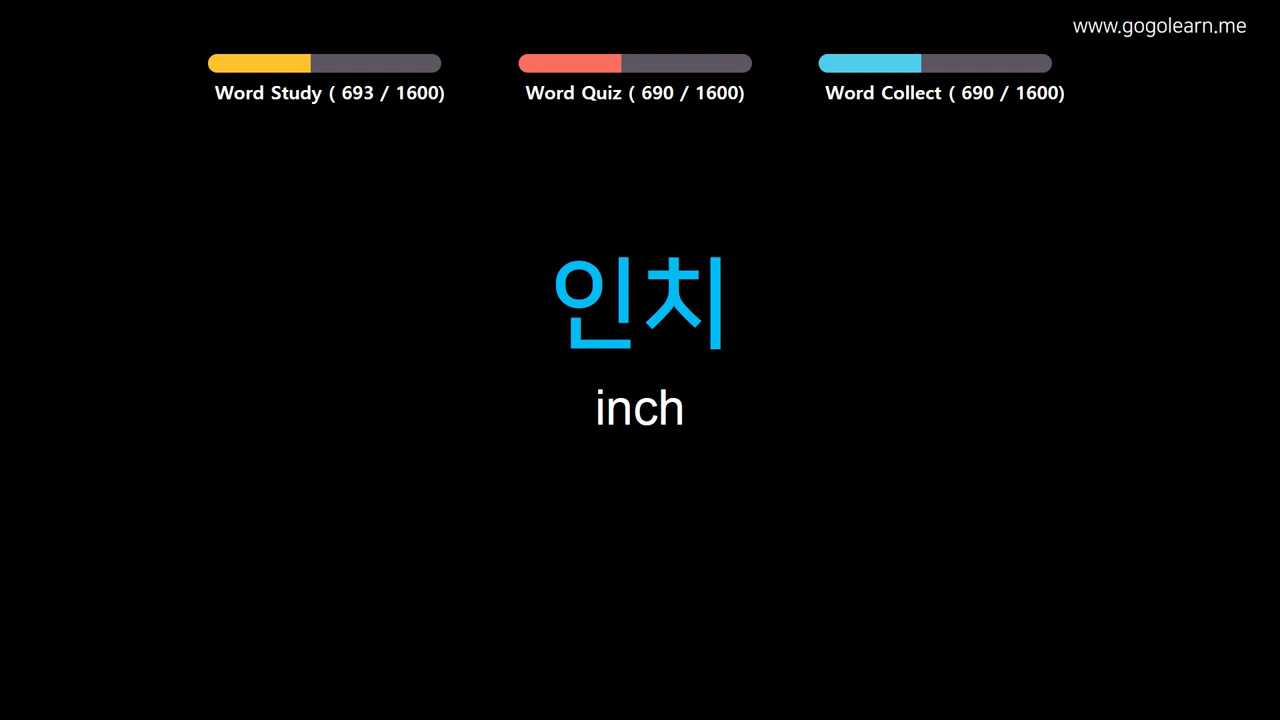 www.gogolearn.me
Word Study ( 693 / 1600)
Word Quiz ( 690 / 1600)
Word Collect ( 690 / 1600)
인치
inch